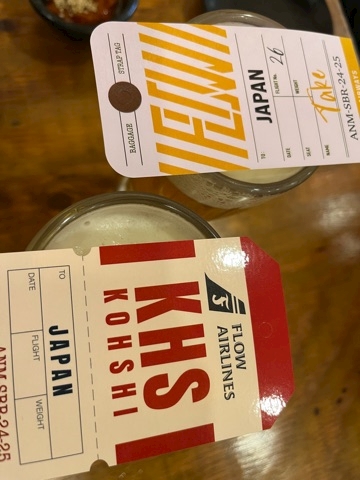 BAGGAGE STRAP TAG
TO JAPAN
DATE
FLIGHT No. 26
SEAT
WEIGHT
NAME Take
ANM-SBR-24-25
FLOW
AIRLINES
KHS
KOHSHI
TO JAPAN
DATE FLIGHT WEIGHT
ANM-SBR-24-25